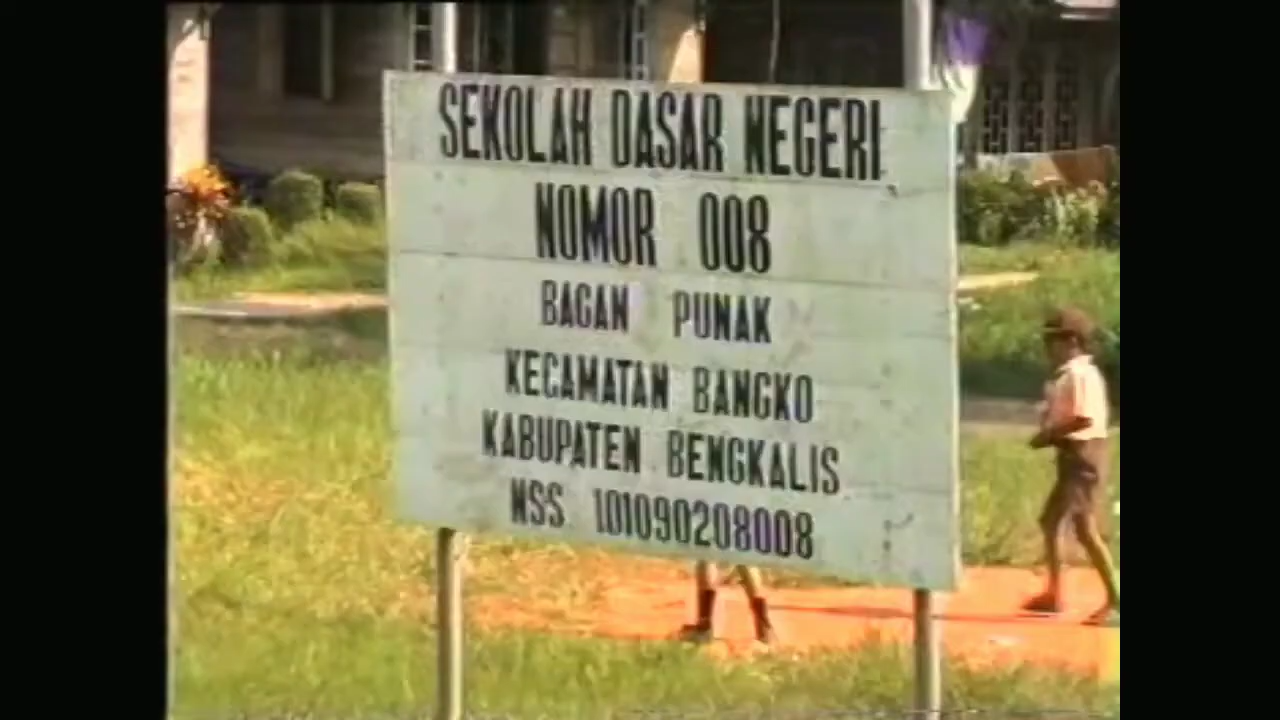 SEKOLAH DASAR NEGERI
NOMOR 008
BAGAN PUNAK
KECAMATAN BANGKO
KABUPATEN BENGKALIS
NSS 101090208008